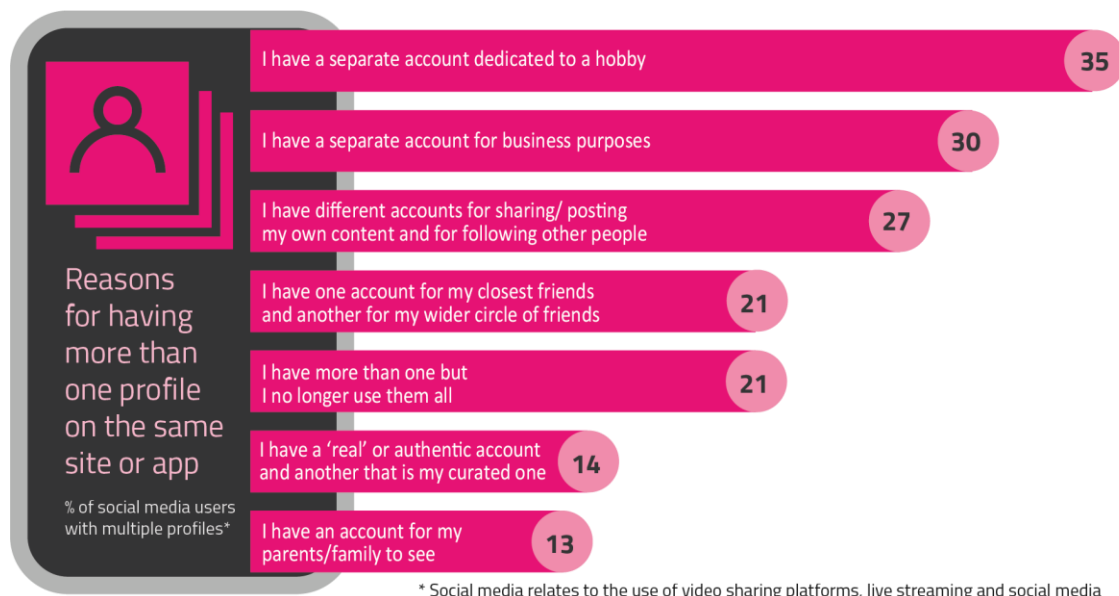 I have a separate account dedicated to a hobby
35
I have a separate account for business purposes
30
I have different accounts for sharing/ posting
my own content and for following other people
27
I have one account for my closest friends
and another for my wider circle of friends
21
I have more than one but
I no longer use them all
21
I have a ‘real’ or authentic account
and another that is my curated one
14
I have an account for my
parents/family to see
13
Reasons
for having
more than
one profile
on the same
site or app
% of social media users
with multiple profiles*
* Social media relates to the use of video sharing platforms, live streaming and social media